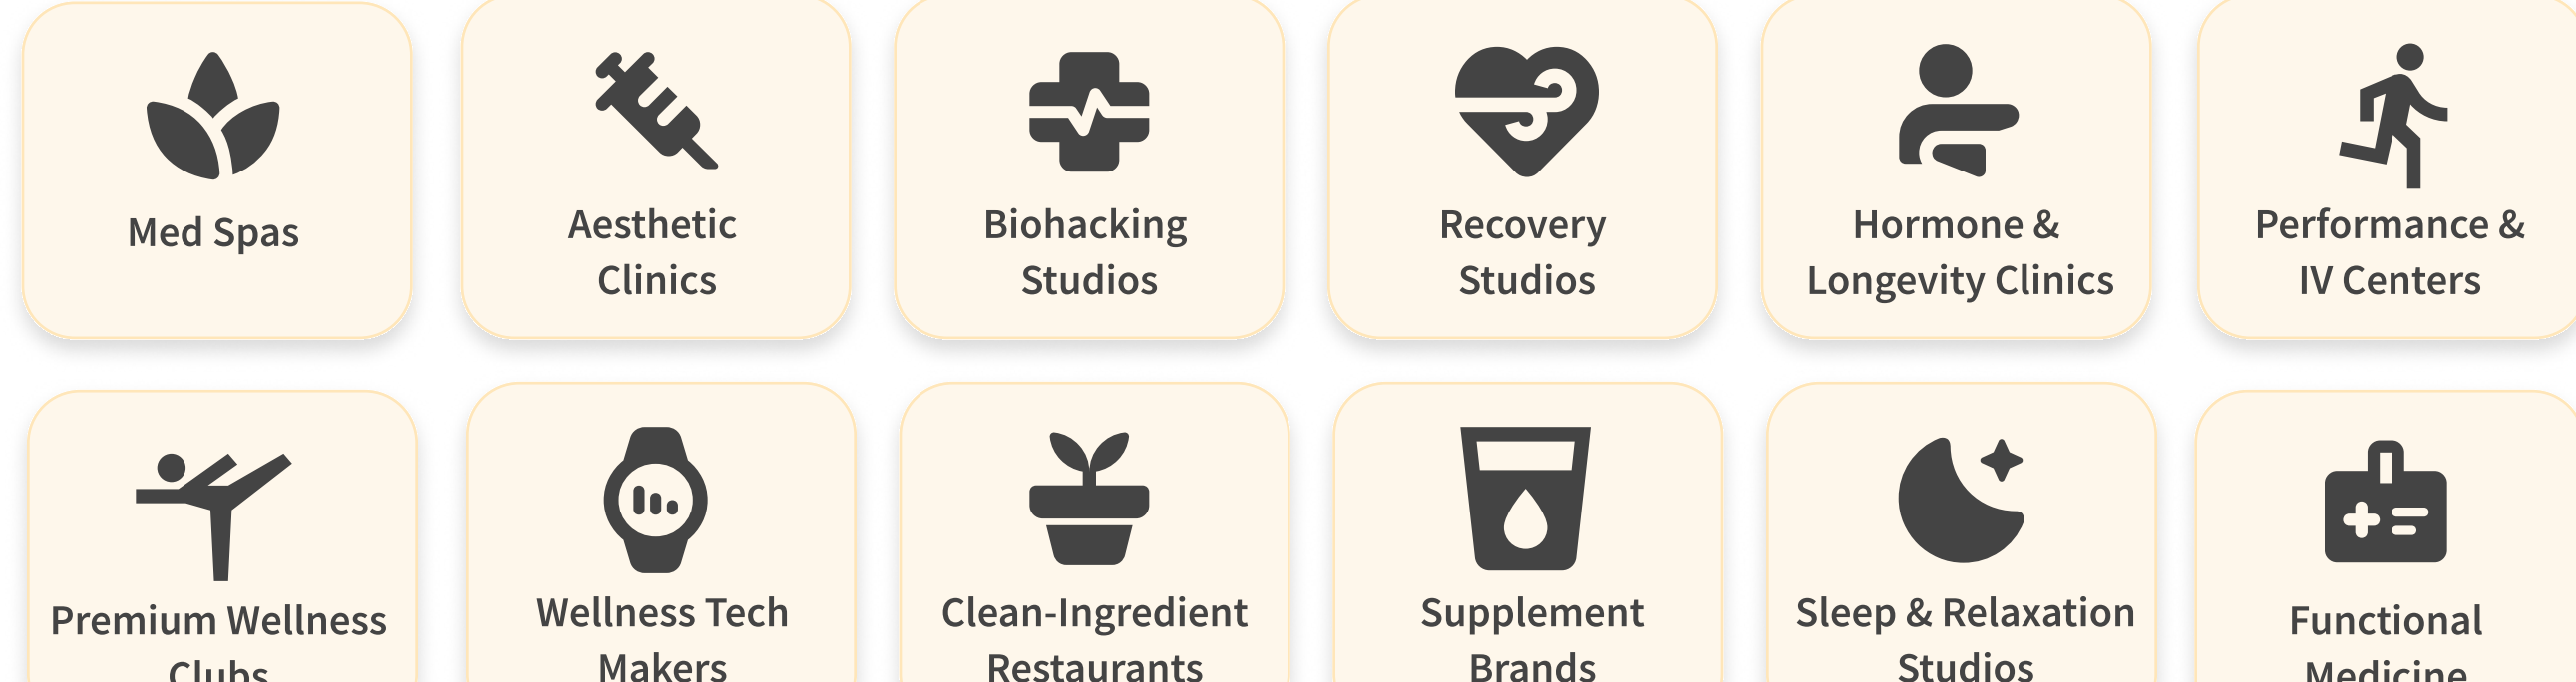 Med Spas
Aesthetic
Clinics
Biohacking
Studios
Recovery
Studios
Hormone &
Longevity Clinics
Performance &
IV Centers
Premium Wellness
Clubs
Wellness Tech
Makers
Clean-Ingredient
Restaurants
Supplement
Brands
Sleep & Relaxation
Studios
Functional
Medicine